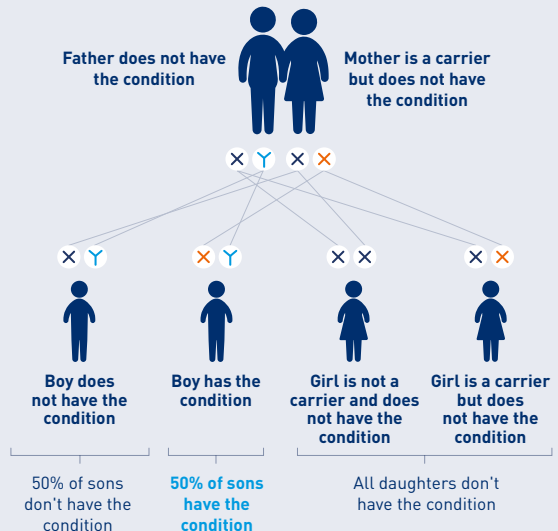 Father does not have
the condition
Mother is a carrier
but does not have
the condition
X Y X X
X Y
X Y
X X
X X
Boy does
not have the
condition
Boy has the
condition
Girl is not a
carrier and does
not have the
condition
Girl is a carrier
but does
not have the
condition
50% of sons
don't have the
condition
50% of sons
have the
condition
All daughters don't
have the condition